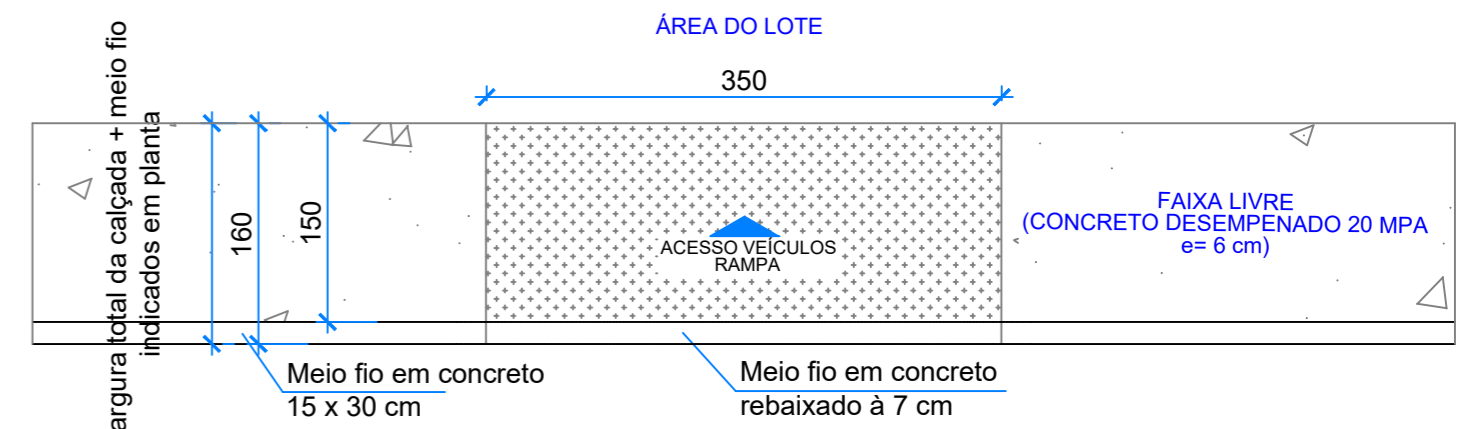 ÁREA DO LOTE
350
argura total da calçada + meio fio
indicados em planta
160
150
ACESSO VEÍCULOS
RAMPA
FAIXA LIVRE
(CONCRETO DESEMPENADO 20 MPA
e= 6 cm)
Meio fio em concreto
15 x 30 cm
Meio fio em concreto
rebaixado à 7 cm